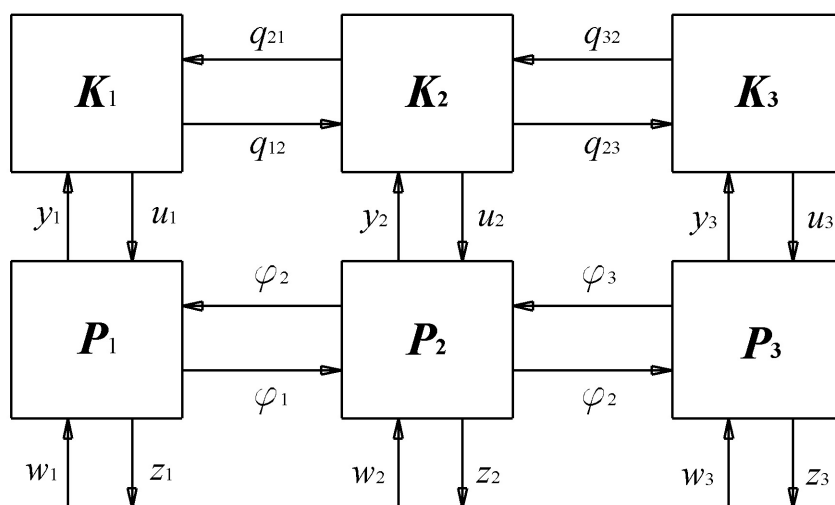 q21 q32
K1 K2 K3
q12 q23
y1 u1 y2 u2 y3 u3
φ2 φ3
P1 P2 P3
φ1 φ2
w1 z1 w2 z2 w3 z3